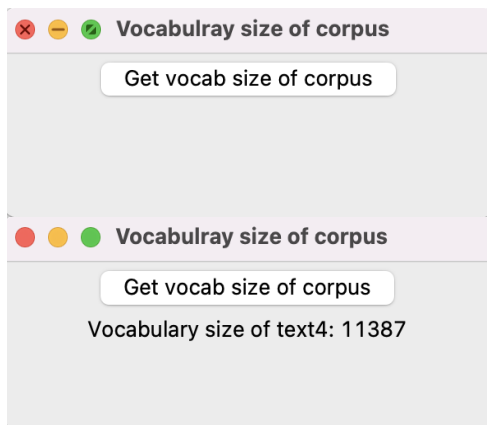 Vocabulray size of corpus
Get vocab size of corpus
Vocabulray size of corpus
Get vocab size of corpus
Vocabulary size of text4: 11387